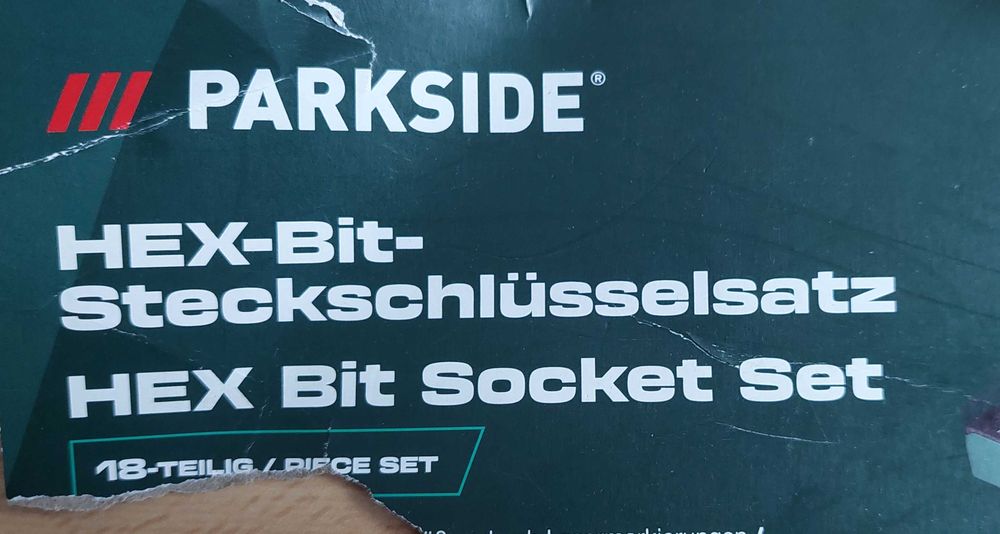 PARKSIDE®
HEX-Bit-
Steckschlüsselsatz
HEX Bit Socket Set
18-TEILIG / PIECE SET